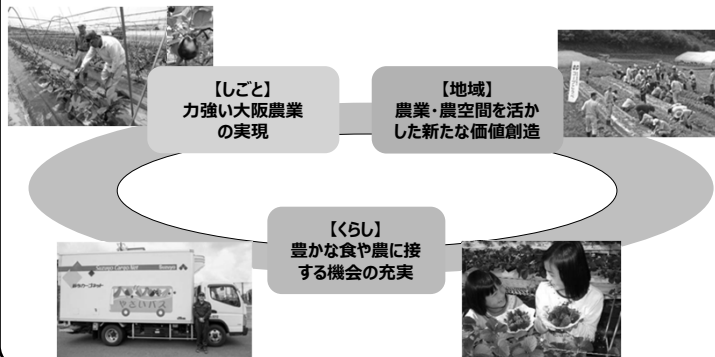 【しごと】
力強い大阪農業
の実現
【地域】
農業・農空間を活か
した新たな価値創造
【くらし】
豊かな食や農に接
する機会の充実
やさいバス